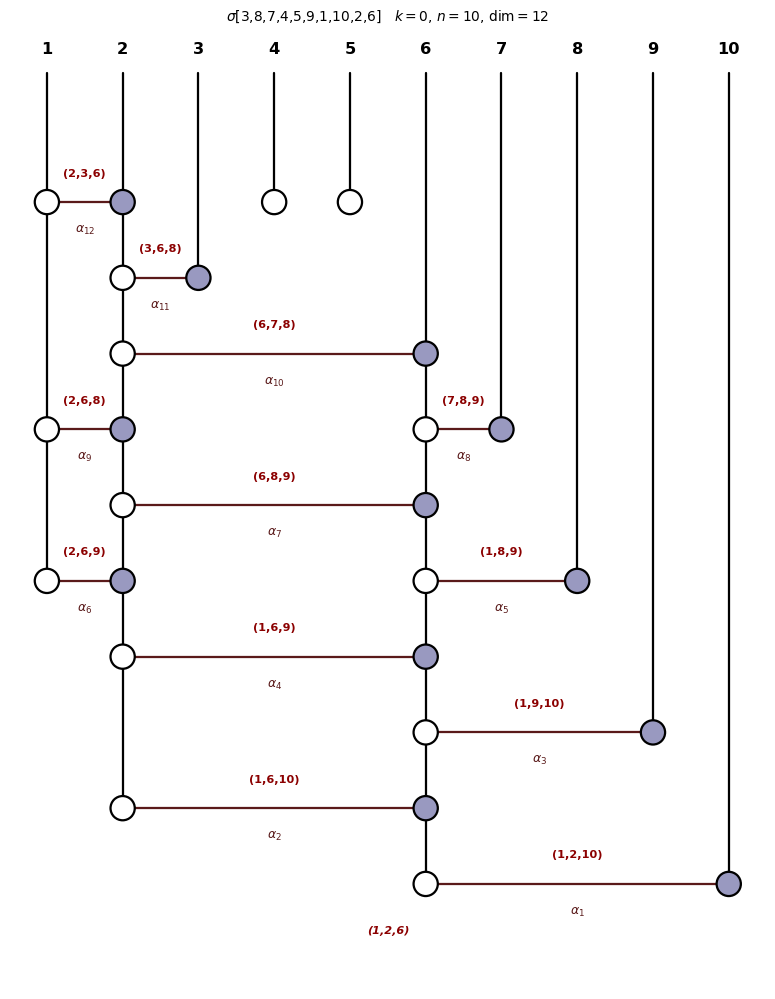 σ[3,8,7,4,5,9,1,10,2,6]   k = 0, n = 10, dim = 12
1 2 3 4 5 6 7 8 9 10
(2,3,6)
α12
(3,6,8)
α11
(6,7,8)
α10
(2,6,8) (7,8,9)
α9 α8
(6,8,9)
α7
(2,6,9) (1,8,9)
α6 α5
(1,6,9)
α4
(1,9,10)
α3
(1,6,10)
α2
(1,2,10)
α1
(1,2,6)